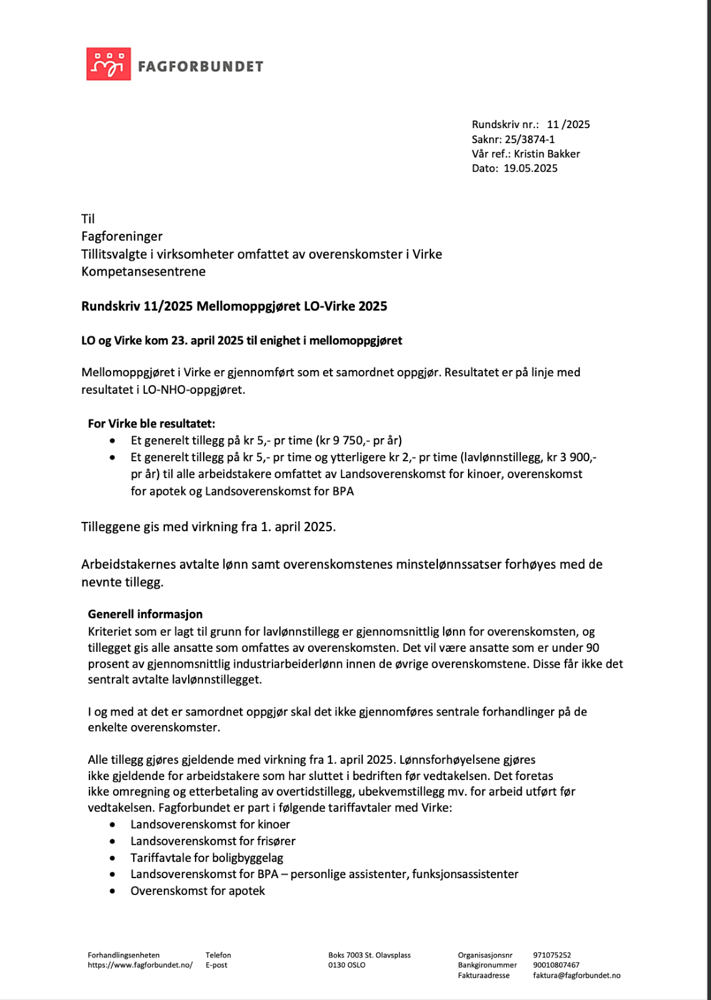 FAGFORBUNDET
Rundskriv nr.: 11 /2025
Saknr: 25/3874-1
Vår ref.: Kristin Bakker
Dato: 19.05.2025
Til
Fagforeninger
Tillitsvalgte i virksomheter omfattet av overenskomster i Virke
Kompetansesentrene
Rundskriv 11/2025 Mellomoppgjøret LO-Virke 2025
LO og Virke kom 23. april 2025 til enighet i mellomoppgjøret
Mellomoppgjøret i Virke er gjennomført som et samordnet oppgjør. Resultatet er på linje med
resultatet i LO-NHO-oppgjøret.
For Virke ble resultatet:
• Et generelt tillegg på kr 5,- pr time (kr 9 750,- pr år)
• Et generelt tillegg på kr 5,- pr time og ytterligere kr 2,- pr time (lavlønnstillegg, kr 3 900,-
pr år) til alle arbeidstakere omfattet av Landsoverenskomst for kinoer, overenskomst
for apotek og Landsoverenskomst for BPA
Tilleggene gis med virkning fra 1. april 2025.
Arbeidstakernes avtalte lønn samt overenskomstenes minstelønnssatser forhøyes med de
nevnte tillegg.
Generell informasjon
Kriteriet som er lagt til grunn for lavlønnstillegg er gjennomsnittlig lønn for overenskomsten, og
tillegget gis alle ansatte som omfattes av overenskomsten. Det vil være ansatte som er under 90
prosent av gjennomsnittlig industriarbeiderlønn innen de øvrige overenskomstene. Disse får ikke det
sentralt avtalte lavlønnstillegget.
I og med at det er samordnet oppgjør skal det ikke gjennomføres sentrale forhandlinger på de
enkelte overenskomster.
Alle tillegg gjøres gjeldende med virkning fra 1. april 2025. Lønnsforhøyelsene gjøres
ikke gjeldende for arbeidstakere som har sluttet i bedriften før vedtakelsen. Det foretas
ikke omregning og etterbetaling av overtidstillegg, ubekvemstillegg mv. for arbeid utført før
vedtakelsen. Fagforbundet er part i følgende tariffavtaler med Virke:
• Landsoverenskomst for kinoer
• Landsoverenskomst for frisører
• Tariffavtale for boligbyggelag
• Landsoverenskomst for BPA – personlige assistenter, funksjonsassistenter
• Overenskomst for apotek
Forhandlingsenheten Telefon Boks 7003 St. Olavsplass Organisasjonsnr 971075252
https://www.fagforbundet.no/ E-post 0130 OSLO Bankgironummer 90010807467
Fakturaadresse faktura@fagforbundet.no